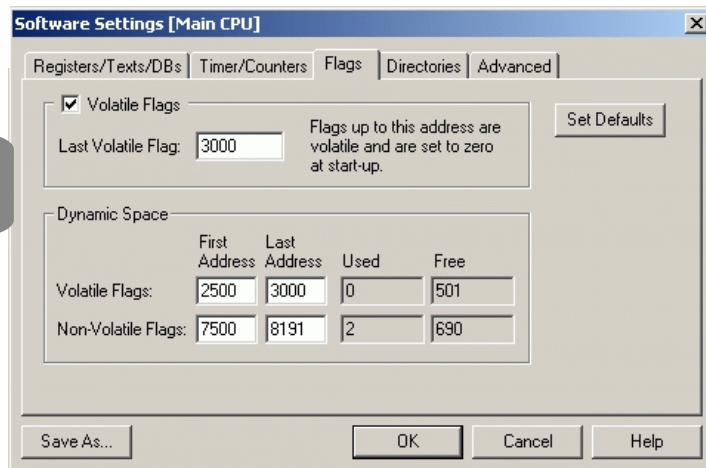 Software Settings [Main CPU]
Registers/Texts/DBs Timer/Counters Flags Directories Advanced
Volatile Flags
Last Volatile Flag: 3000
Flags up to this address are
volatile and are set to zero
at start-up.
Set Defaults
Dynamic Space
First Last
Address Address Used Free
Volatile Flags: 2500 3000 0 501
Non-Volatile Flags: 7500 8191 2 690
Save As... OK Cancel Help